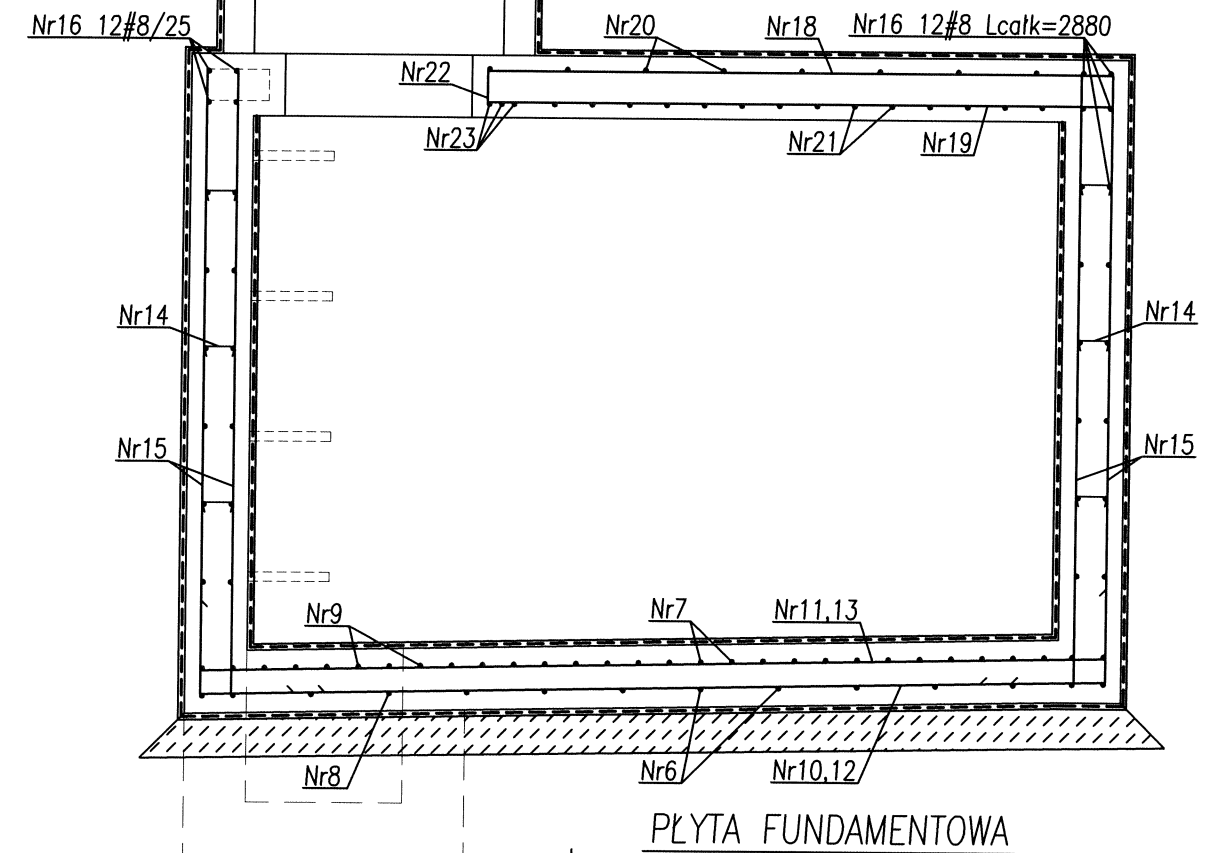 Nr16 12#8/25
Nr20
Nr18
Nr16 12#8 Lcałk=2880
Nr22
Nr23
Nr21
Nr19
Nr14
Nr14
Nr15
Nr15
Nr9
Nr7
Nr11,13
Nr8
Nr6
Nr10,12
PŁYTA FUNDAMENTOWA